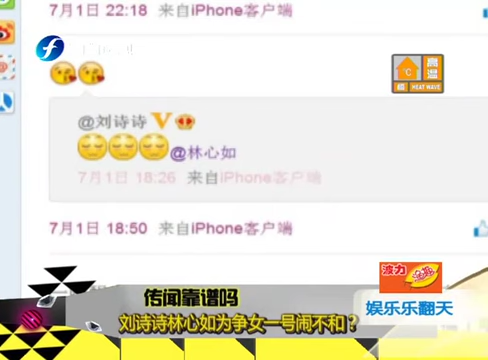 7月1日 22:18 来自iPhone客户端
高温
℃
橙 HEAT WAVE
@刘诗诗
@林心如
7月1日 18:26 来自iPhone客户端
7月1日 18:50 来自iPhone客户端
传闻靠谱吗
刘诗诗林心如为争女一号闹不和？
波力
娱乐乐翻天